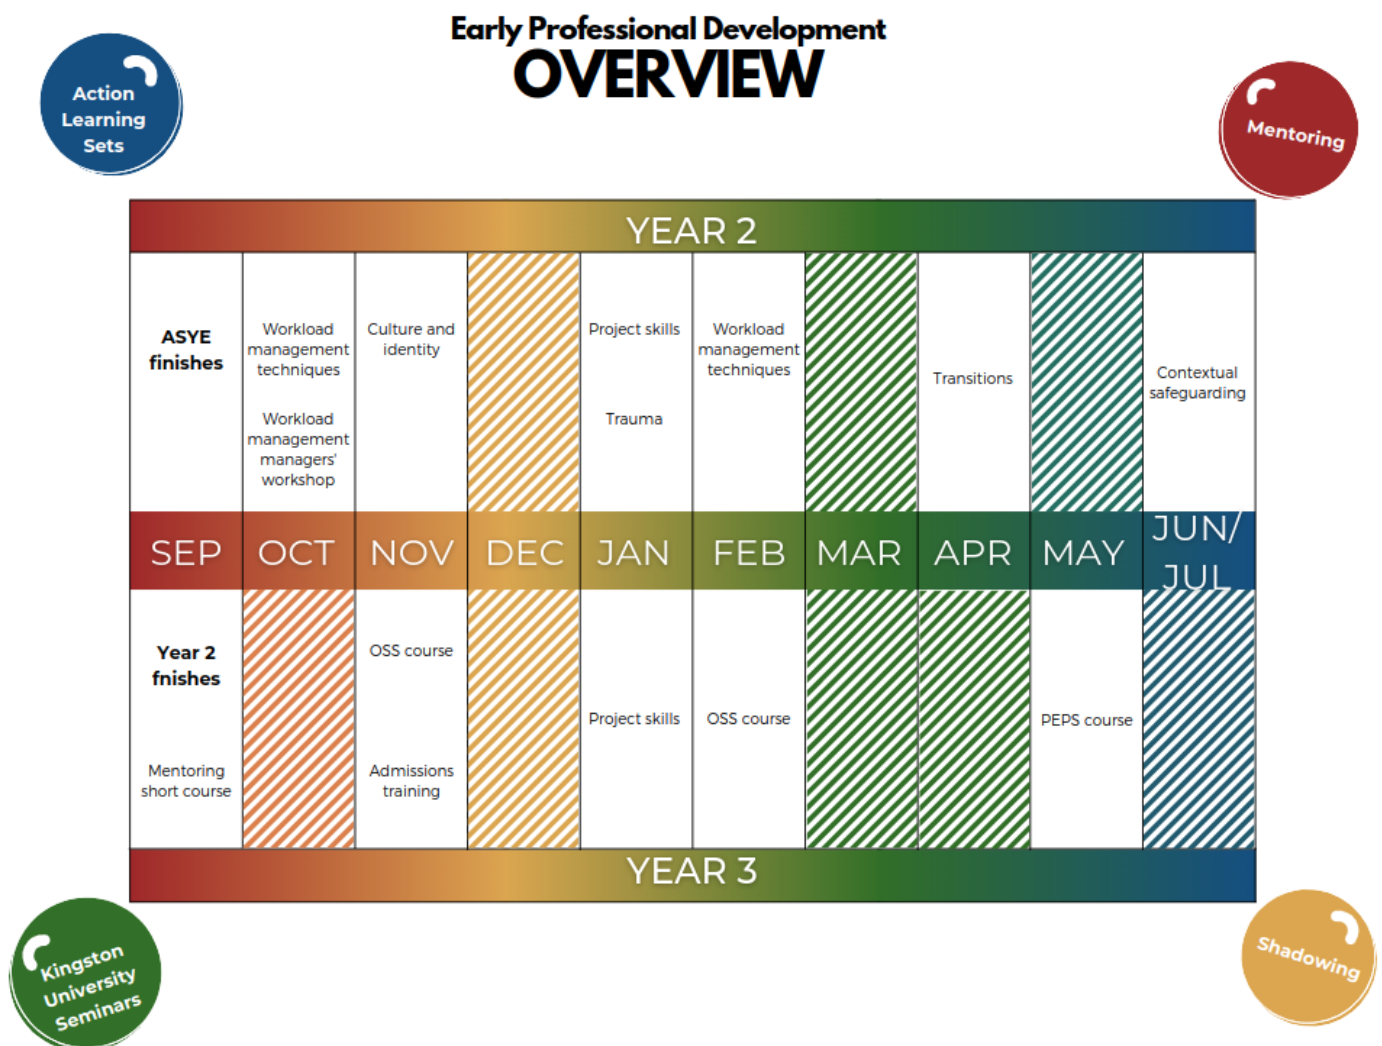 Early Professional Development
OVERVIEW
Action
Learning
Sets
Mentoring
YEAR 2
ASYE
finishes
Workload
management
techniques
Workload
management
managers'
workshop
Culture and
identity
Project skills
Trauma
Workload
management
techniques
Transitions
Contextual
safeguarding
SEP
OCT
NOV
DEC
JAN
FEB
MAR
APR
MAY
JUN/
JUL
Year 2
fnishes
Mentoring
short course
OSS course
Admissions
training
Project skills
OSS course
PEPS course
YEAR 3
Kingston
University
Seminars
Shadowing